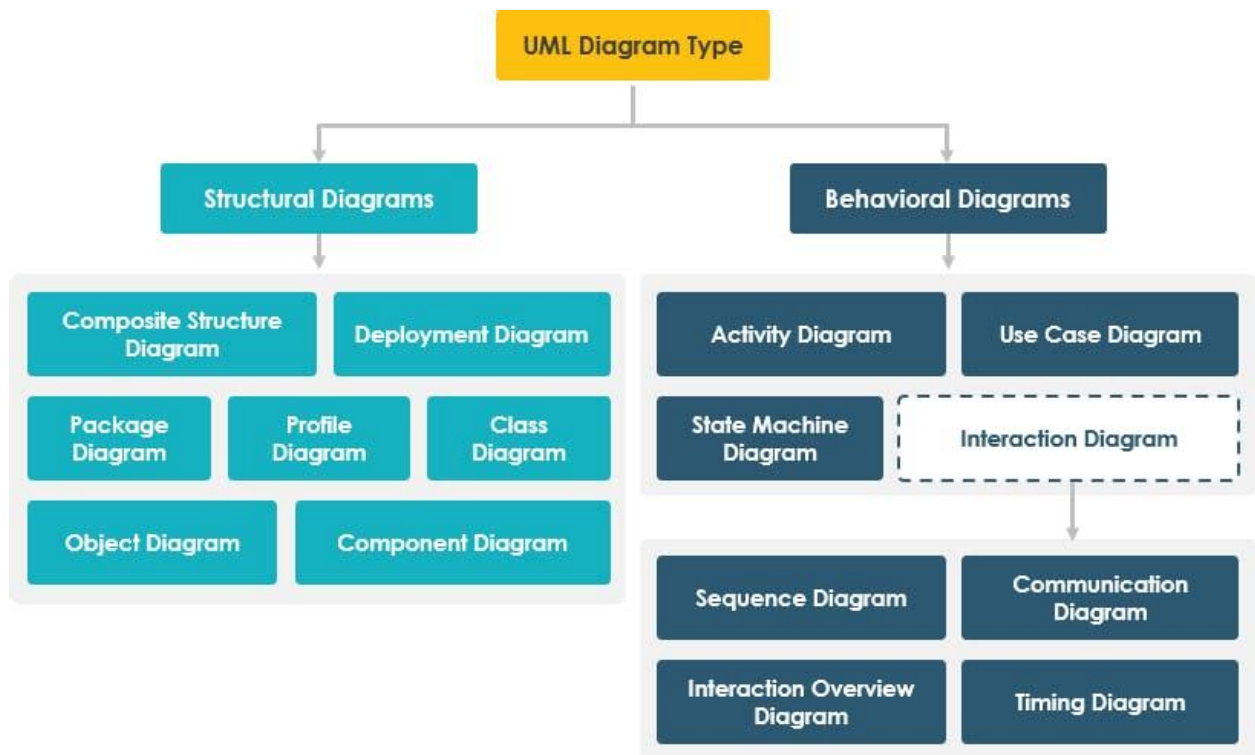 UML Diagram Type
Structural Diagrams
Composite Structure
Diagram
Deployment Diagram
Package
Diagram
Profile
Diagram
Class
Diagram
Object Diagram
Component Diagram
Behavioral Diagrams
Activity Diagram
Use Case Diagram
State Machine
Diagram
Interaction Diagram
Sequence Diagram
Communication
Diagram
Interaction Overview
Diagram
Timing Diagram